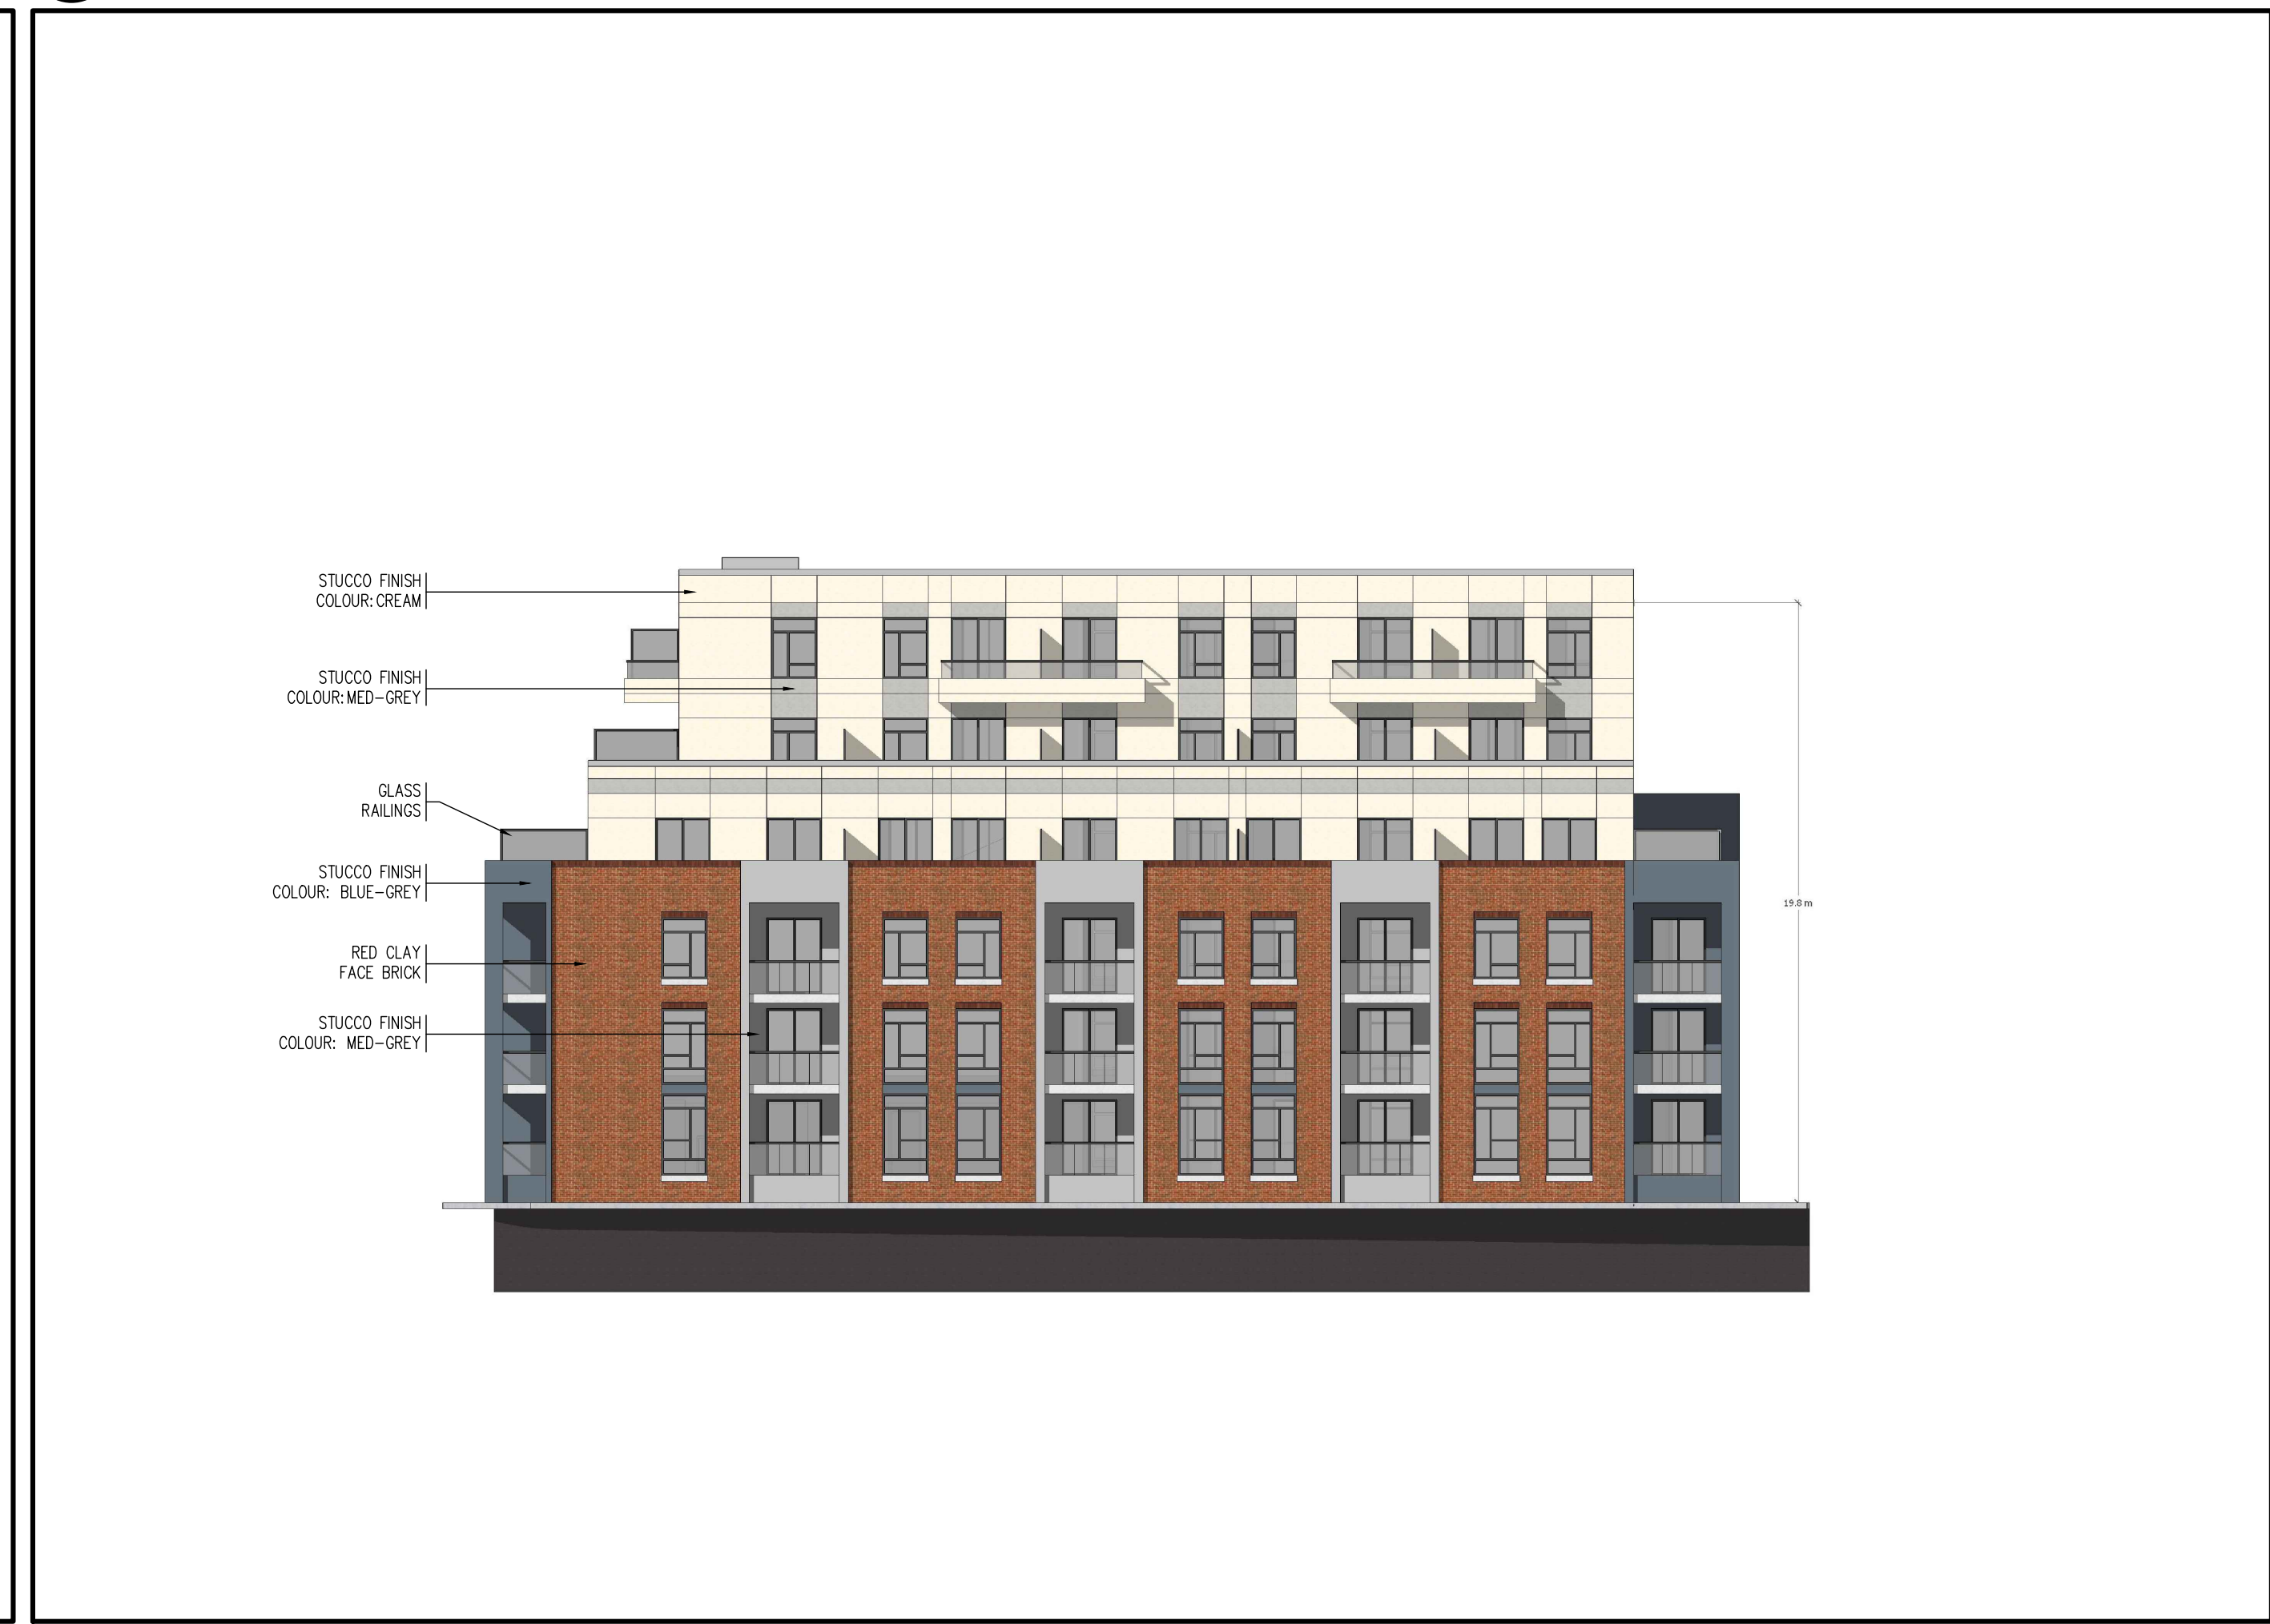 STUCCO FINISH
COLOUR: CREAM
STUCCO FINISH
COLOUR: MED-GREY
GLASS
RAILINGS
STUCCO FINISH
COLOUR: BLUE-GREY
19.8 m
RED CLAY
FACE BRICK
STUCCO FINISH
COLOUR: MED-GREY